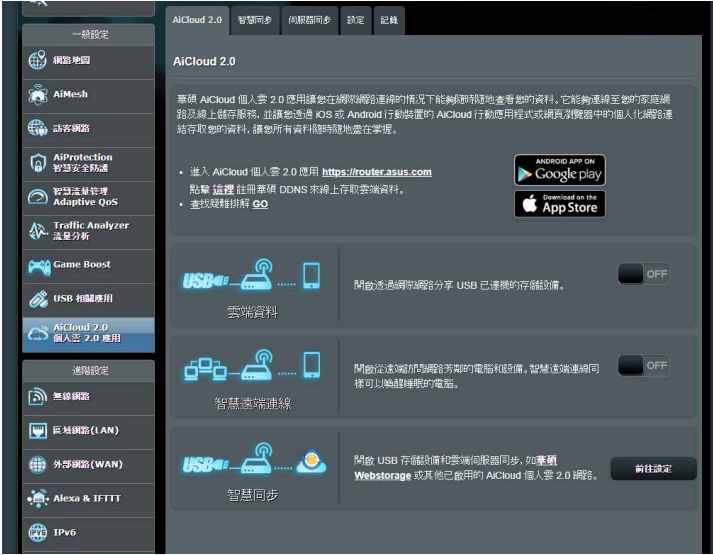 一般設定
網路地圖
AiMesh
訪客網路
AiProtection
智慧安全防護
智慧流量管理
Adaptive QoS
Traffic Analyzer
流量分析
Game Boost
USB 相關應用
AiCloud 2.0
個人雲 2.0 應用
進階設定
無線網路
區域網路(LAN)
外部網路(WAN)
Alexa & IFTTT
IPv6
AiCloud 2.0 智慧同步 伺服器同步 設定 記錄
AiCloud 2.0
華碩 AiCloud 個人雲 2.0 應用讓您在網際網路連線的情況下能夠隨時隨地查看您的資料。它能夠連線至您的家庭網
路及線上儲存服務，並讓您透過 iOS 或 Android 行動裝置的 AiCloud 行動應用程式或網頁瀏覽器中的個人化網路連
結存取您的資料，讓您所有資料隨時隨地盡在掌握。
• 進入 AiCloud 個人雲 2.0 應用 https://router.asus.com
點擊 這裡 註冊華碩 DDNS 來線上存取雲端資料。
• 查找疑難排解 GO
ANDROID APP ON
Google play
Download on the
App Store
USB
雲端資料
開啟透過網際網路分享 USB 已連機的存儲設備。
OFF
智慧遠端連線
開啟從遠端訪問網路芳鄰的電腦和設備。智慧遠端連線同
樣可以喚醒睡眠的電腦。
OFF
USB
智慧同步
開啟 USB 存儲設備和雲端伺服器同步，如華碩
Webstorage 或其他已啟用的 AiCloud 個人雲 2.0 網路。
前往設定